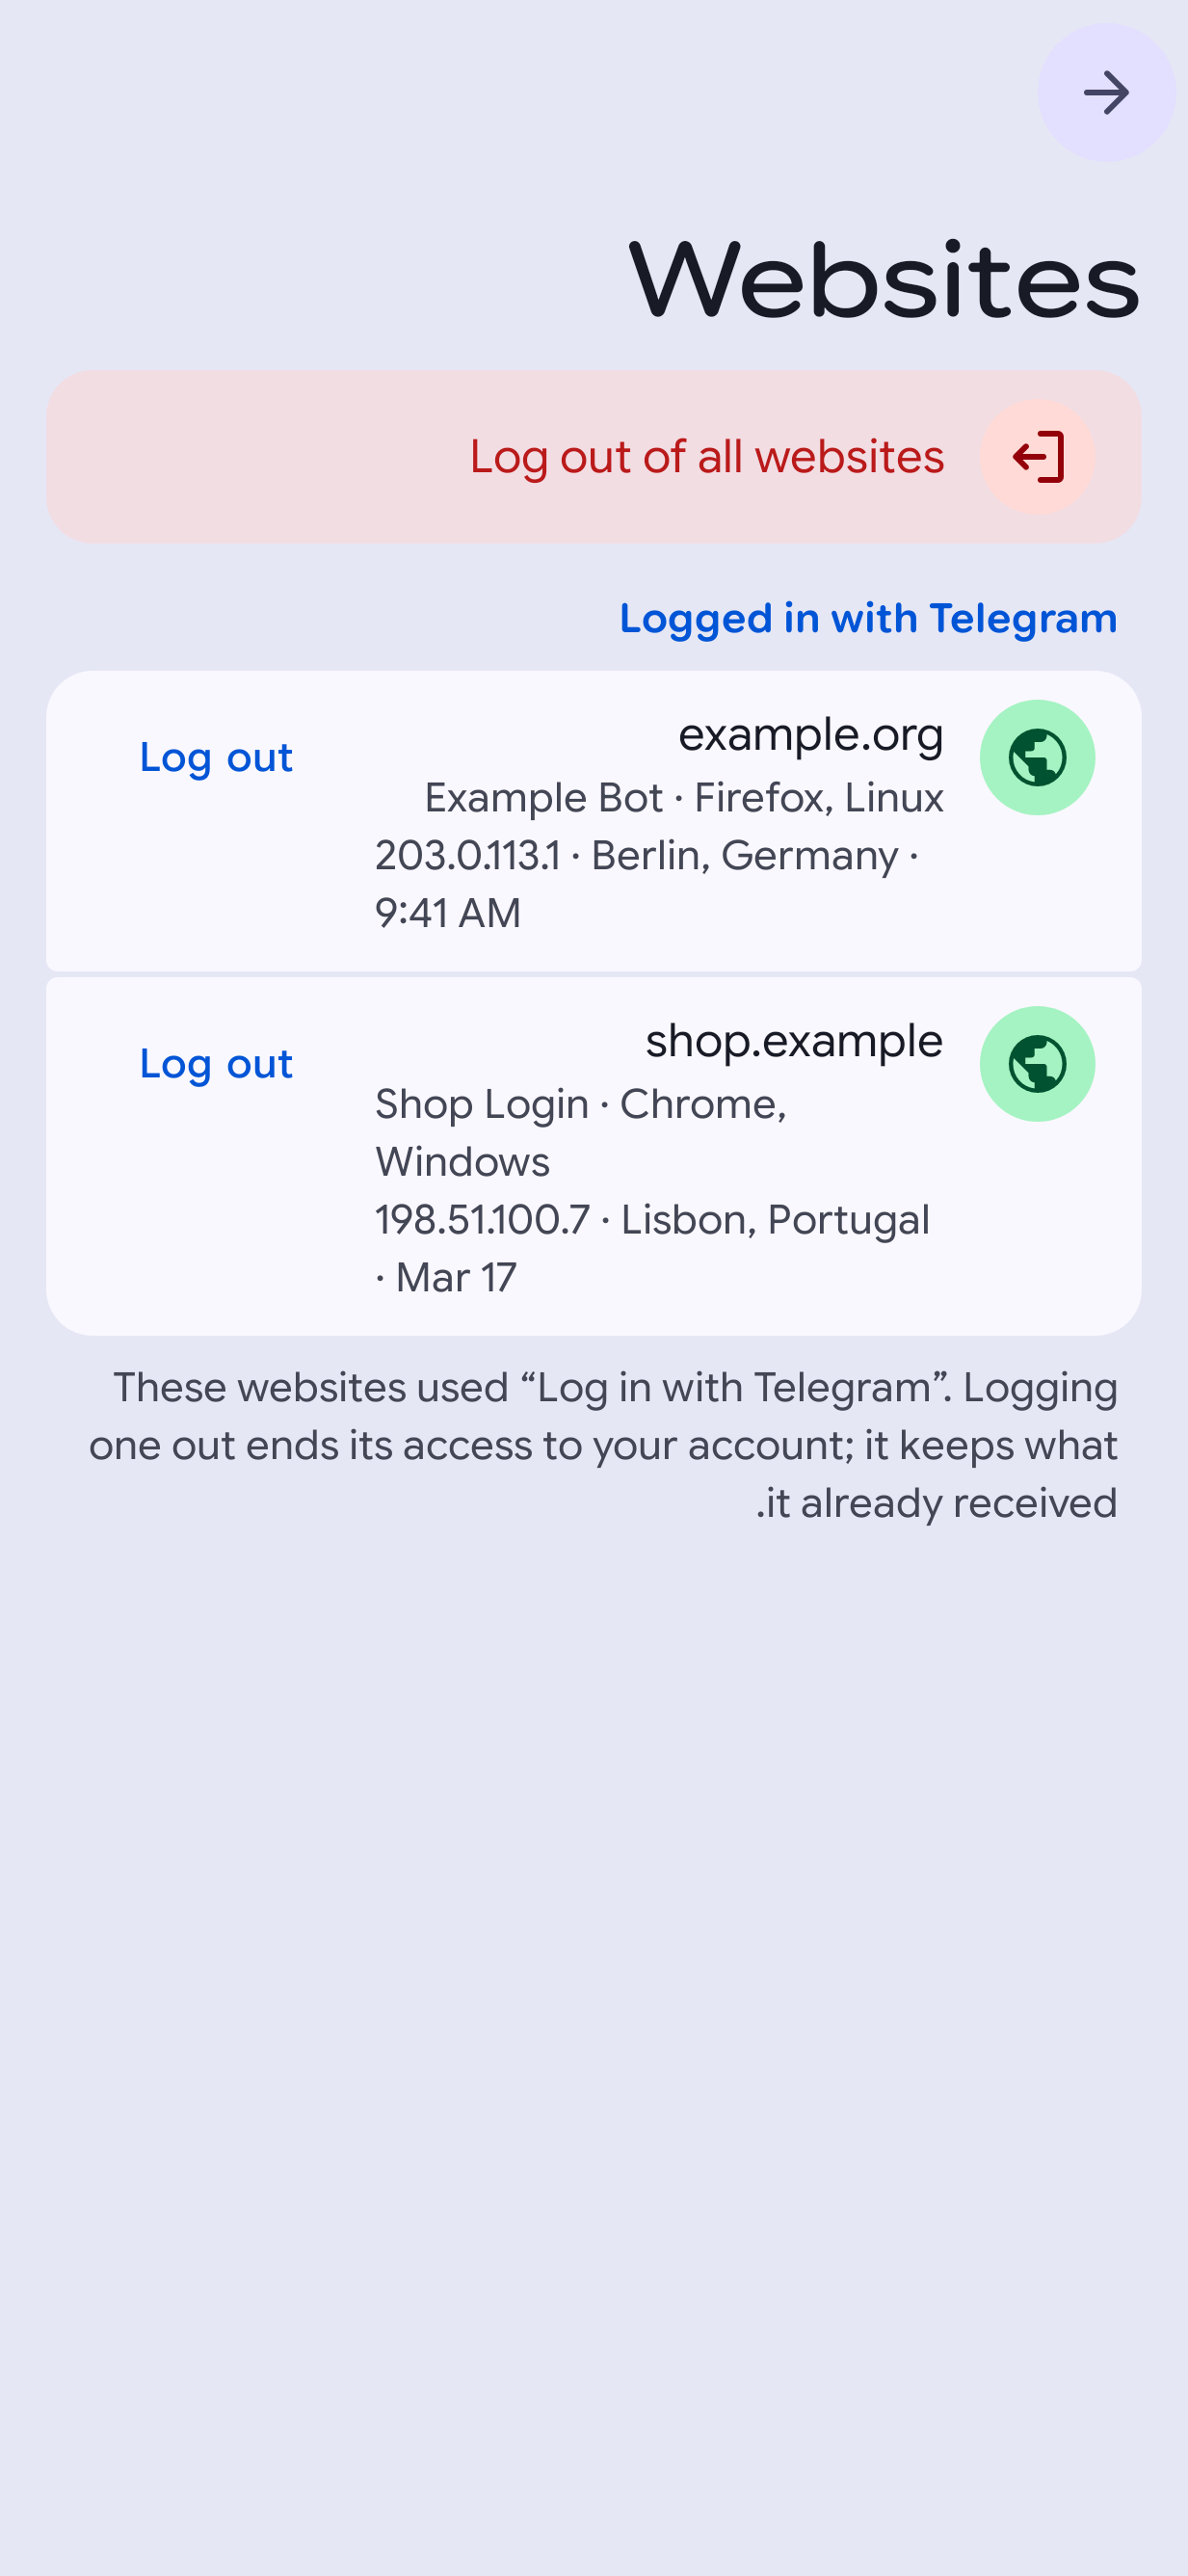 Websites
Log out of all websites
Logged in with Telegram
example.org
Example Bot · Firefox, Linux
203.0.113.1 · Berlin, Germany ·
9:41 AM
Log out
shop.example
Shop Login · Chrome,
Windows
198.51.100.7 · Lisbon, Portugal
· Mar 17
Log out
These websites used “Log in with Telegram”. Logging
one out ends its access to your account; it keeps what
.it already received